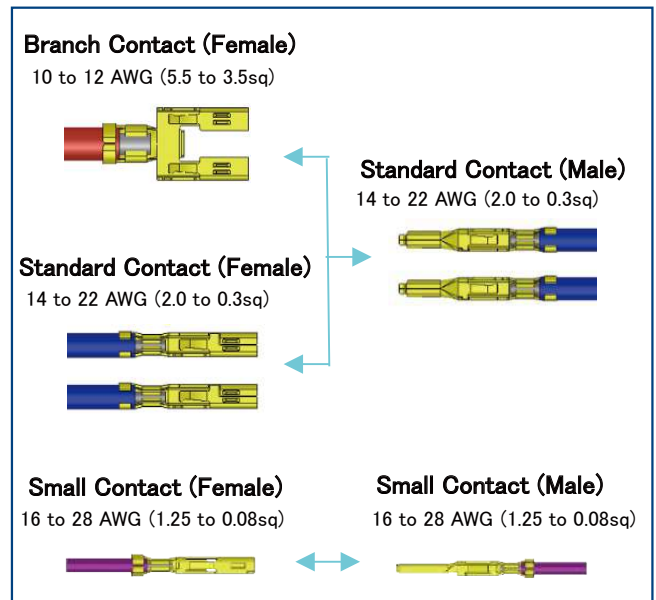 Branch Contact (Female)
10 to 12 AWG (5.5 to 3.5sq)
Standard Contact (Male)
14 to 22 AWG (2.0 to 0.3sq)
Standard Contact (Female)
14 to 22 AWG (2.0 to 0.3sq)
Small Contact (Female)
16 to 28 AWG (1.25 to 0.08sq)
Small Contact (Male)
16 to 28 AWG (1.25 to 0.08sq)